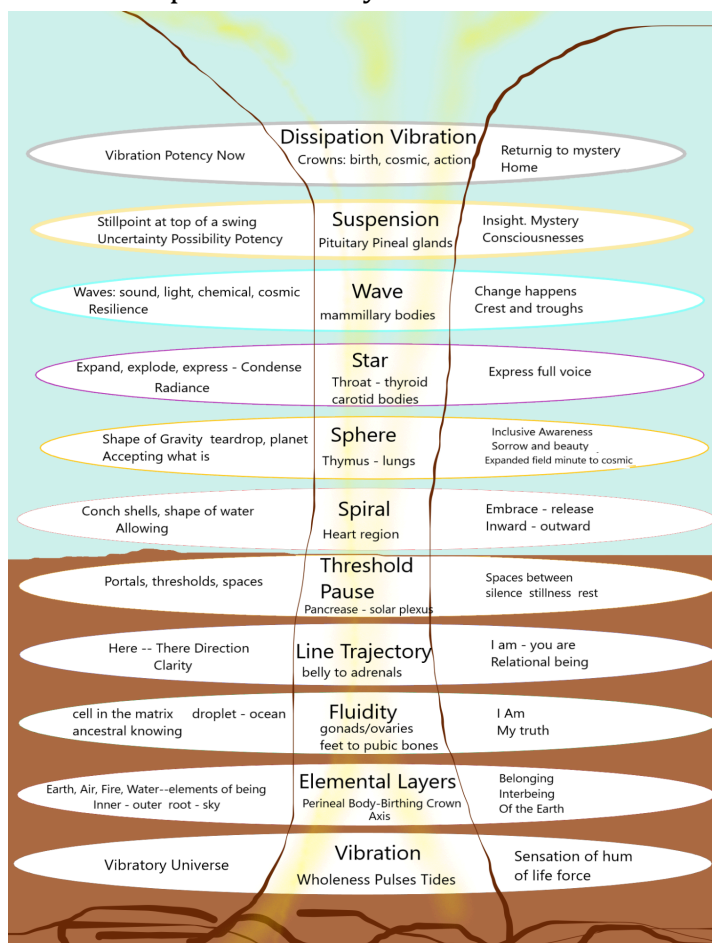 Dissipation Vibration
Vibration Potency Now
Crowns: birth, cosmic, action
Returnig to mystery
Home
Suspension
Stillpoint at top of a swing
Uncertainty Possibility Potency
Pituitary Pineal glands
Insight. Mystery
Consciousnesses
Wave
Waves: sound, light, chemical, cosmic
Resilience
mammillary bodies
Change happens
Crest and troughs
Star
Expand, explode, express - Condense
Radiance
Throat - thyroid
carotid bodies
Express full voice
Sphere
Shape of Gravity teardrop, planet
Accepting what is
Thymus - lungs
Inclusive Awareness
Sorrow and beauty
Expanded field minute to cosmic
Spiral
Conch shells, shape of water
Allowing
Heart region
Embrace - release
Inward - outward
Threshold
Pause
Portals, thresholds, spaces
Pancrease - solar plexus
Spaces between
silence stillness rest
Line Trajectory
Here -- There Direction
Clarity
belly to adrenals
I am - you are
Relational being
Fluidity
cell in the matrix droplet - ocean
ancestral knowing
gonads/ovaries
feet to pubic bones
I Am
My truth
Elemental Layers
Earth, Air, Fire, Water--elements of being
Inner - outer root - sky
Perineal Body-Birthing Crown
Axis
Belonging
Interbeing
Of the Earth
Vibration
Vibratory Universe
Wholeness Pulses Tides
Sensation of hum
of life force